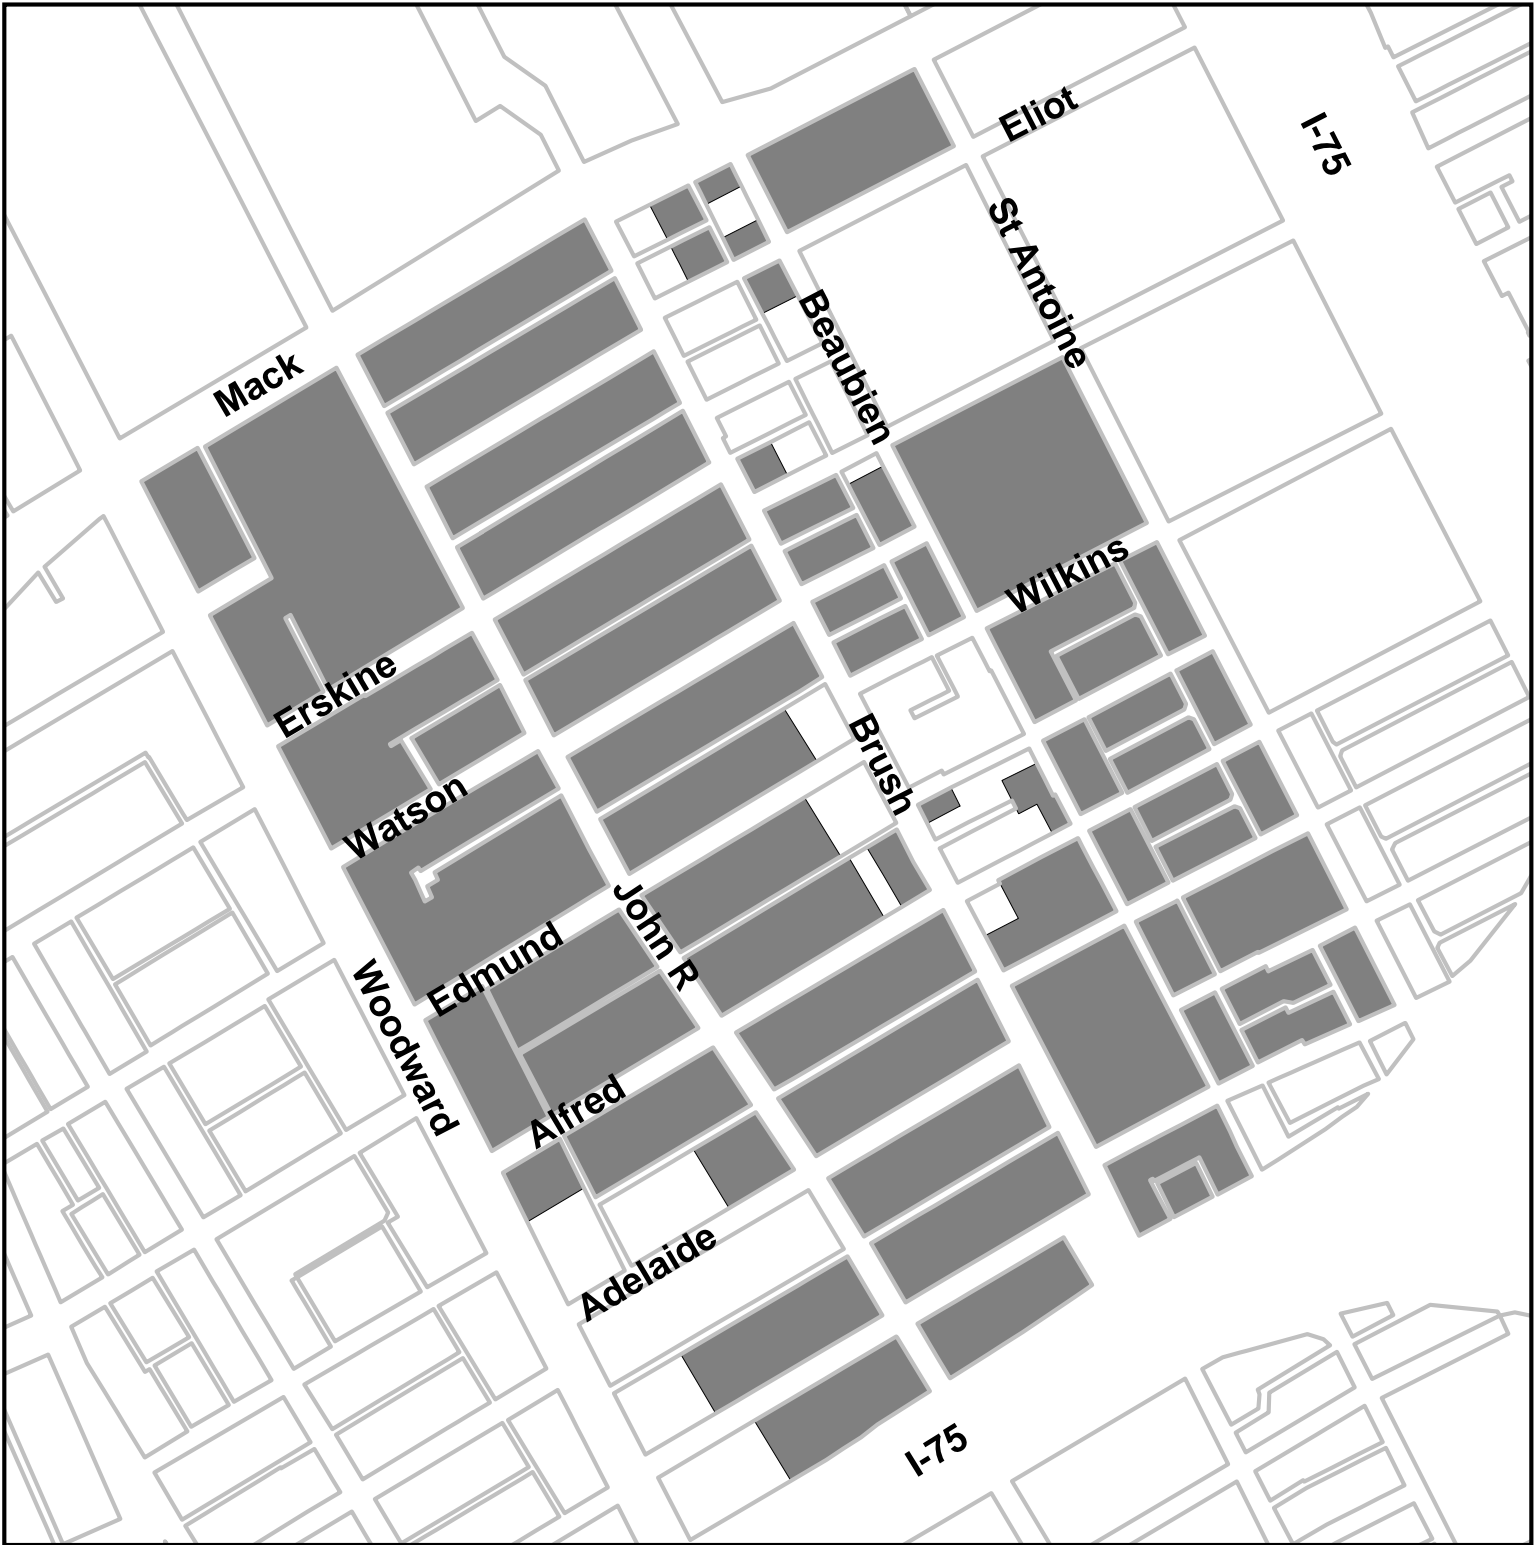 Eliot
I-75
St Antoine
Beaubien
Mack
Wilkins
Erskine
Brush
Watson
John R
Edmund
Woodward
Alfred
Adelaide
I-75